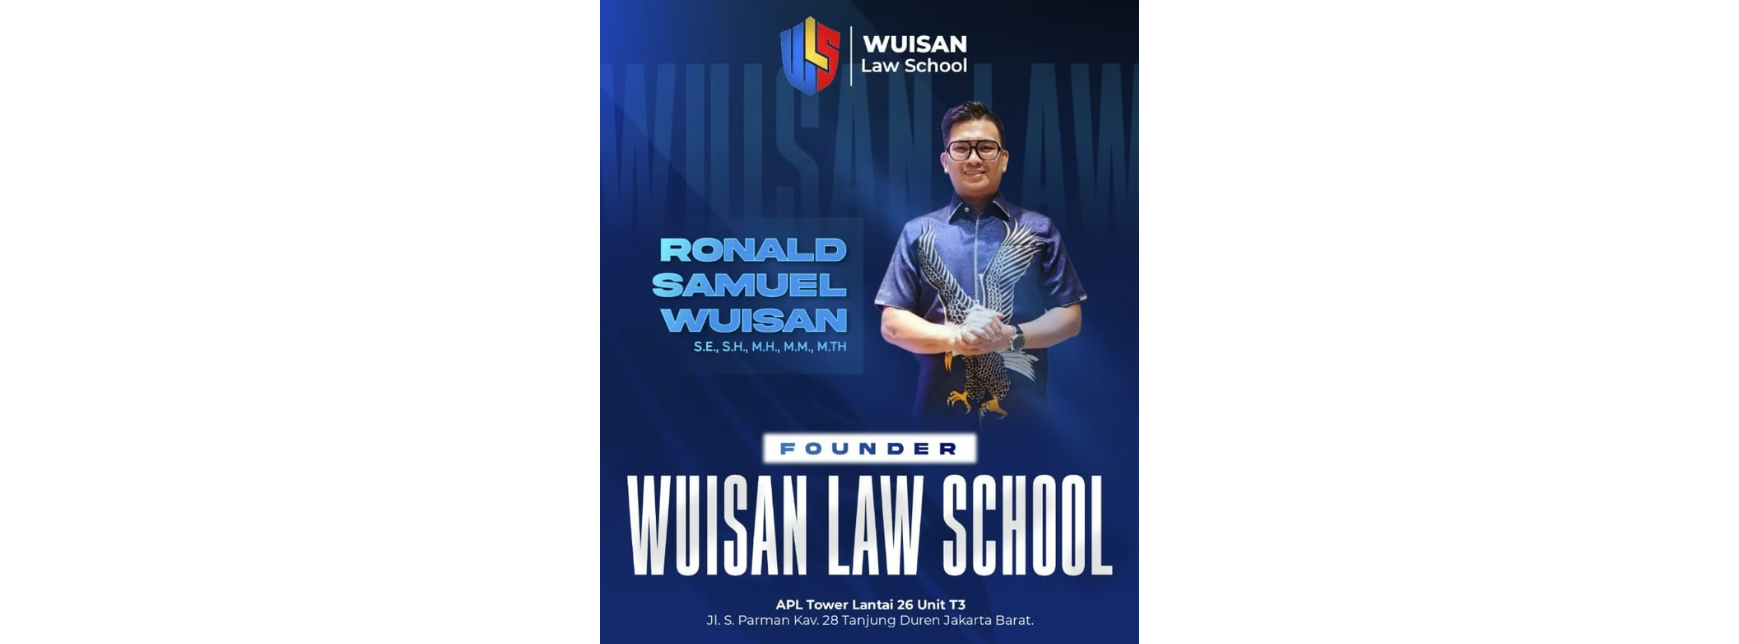 WLS
WUISAN
Law School
WUISAN LAW
RONALD
SAMUEL
WUISAN
S.E., S.H., M.H., M.M., M.TH
FOUNDER
WUISAN LAW SCHOOL
APL Tower Lantai 26 Unit T3
Jl. S. Parman Kav. 28 Tanjung Duren Jakarta Barat.